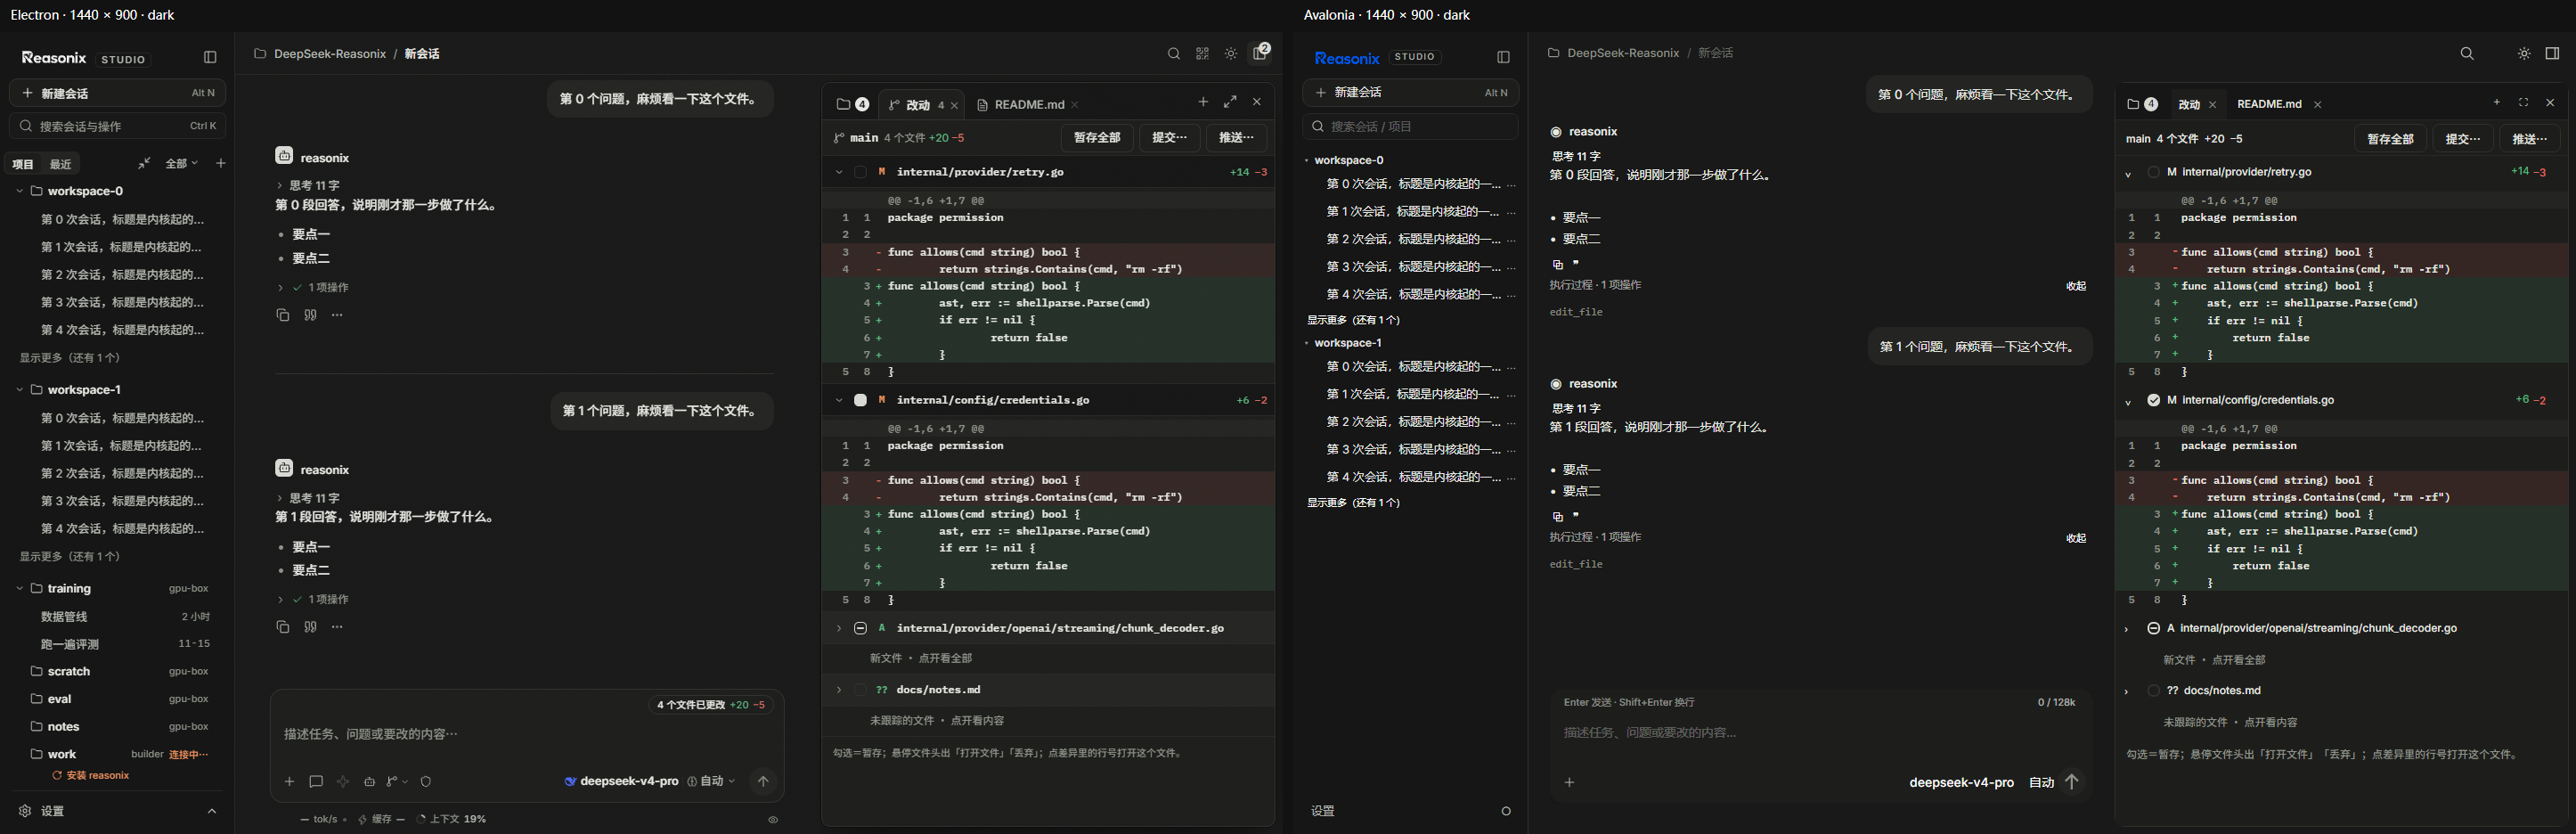 Electron · 1440 × 900 · dark
Reasonix STUDIO
新建会话 Alt N
搜索会话与操作 Ctrl K
项目 最近 全部
workspace-0
第 0 次会话，标题是内核起的...
第 1 次会话，标题是内核起的...
第 2 次会话，标题是内核起的...
第 3 次会话，标题是内核起的...
第 4 次会话，标题是内核起的...
显示更多（还有 1 个）
workspace-1
第 0 次会话，标题是内核起的...
第 1 次会话，标题是内核起的...
第 2 次会话，标题是内核起的...
第 3 次会话，标题是内核起的...
第 4 次会话，标题是内核起的...
显示更多（还有 1 个）
training gpu-box
数据管线 2 小时
跑一遍评测 11-15
scratch gpu-box
eval gpu-box
notes gpu-box
work builder 连接中…
安装 reasonix
设置
DeepSeek-Reasonix / 新会话
2
第 0 个问题，麻烦看一下这个文件。
reasonix
思考 11 字
第 0 段回答，说明刚才那一步做了什么。
• 要点一
• 要点二
1 项操作
第 1 个问题，麻烦看一下这个文件。
reasonix
思考 11 字
第 1 段回答，说明刚才那一步做了什么。
• 要点一
• 要点二
1 项操作
4 个文件已更改 +20 −5
描述任务、问题或要改的内容…
deepseek-v4-pro 自动
— tok/s • 缓存 — 上下文 19%
4 改动 4 × README.md ×
main 4 个文件 +20 −5 暂存全部 提交… 推送…
M internal/provider/retry.go +14 −3
@@ -1,6 +1,7 @@
1 1 package permission
2 2
3 - func allows(cmd string) bool {
4 - return strings.Contains(cmd, "rm -rf")
3 + func allows(cmd string) bool {
4 + ast, err := shellparse.Parse(cmd)
5 + if err != nil {
6 + return false
7 + }
5 8 }
M internal/config/credentials.go +6 −2
@@ -1,6 +1,7 @@
1 1 package permission
2 2
3 - func allows(cmd string) bool {
4 - return strings.Contains(cmd, "rm -rf")
3 + func allows(cmd string) bool {
4 + ast, err := shellparse.Parse(cmd)
5 + if err != nil {
6 + return false
7 + }
5 8 }
A internal/provider/openai/streaming/chunk_decoder.go
新文件 • 点开看全部
?? docs/notes.md
未跟踪的文件 • 点开看内容
勾选=暂存；悬停文件头出「打开文件」「丢弃」；点差异里的行号打开这个文件。
Avalonia · 1440 × 900 · dark
Reasonix STUDIO
新建会话 Alt N
搜索会话 / 项目
workspace-0
第 0 次会话，标题是内核起的一... ...
第 1 次会话，标题是内核起的一... ...
第 2 次会话，标题是内核起的一... ...
第 3 次会话，标题是内核起的一... ...
第 4 次会话，标题是内核起的一... ...
显示更多（还有 1 个）
workspace-1
第 0 次会话，标题是内核起的一... ...
第 1 次会话，标题是内核起的一... ...
第 2 次会话，标题是内核起的一... ...
第 3 次会话，标题是内核起的一... ...
第 4 次会话，标题是内核起的一... ...
显示更多（还有 1 个）
设置
DeepSeek-Reasonix / 新会话
第 0 个问题，麻烦看一下这个文件。
reasonix
思考 11 字
第 0 段回答，说明刚才那一步做了什么。
• 要点一
• 要点二
执行过程 · 1 项操作 收起
edit_file
第 1 个问题，麻烦看一下这个文件。
reasonix
思考 11 字
第 1 段回答，说明刚才那一步做了什么。
• 要点一
• 要点二
执行过程 · 1 项操作 收起
edit_file
Enter 发送 · Shift+Enter 换行 0 / 128k
描述任务、问题或要改的内容...
deepseek-v4-pro 自动
4 改动 × README.md ×
main 4 个文件 +20 −5 暂存全部 提交… 推送…
M internal/provider/retry.go +14 −3
@@ -1,6 +1,7 @@
1 1 package permission
2 2
3 - func allows(cmd string) bool {
4 - return strings.Contains(cmd, "rm -rf")
3 + func allows(cmd string) bool {
4 + ast, err := shellparse.Parse(cmd)
5 + if err != nil {
6 + return false
7 + }
5 8 }
M internal/config/credentials.go +6 −2
@@ -1,6 +1,7 @@
1 1 package permission
2 2
3 - func allows(cmd string) bool {
4 - return strings.Contains(cmd, "rm -rf")
3 + func allows(cmd string) bool {
4 + ast, err := shellparse.Parse(cmd)
5 + if err != nil {
6 + return false
7 + }
5 8 }
A internal/provider/openai/streaming/chunk_decoder.go
新文件 • 点开看全部
?? docs/notes.md
未跟踪的文件 • 点开看内容
勾选=暂存；悬停文件头出「打开文件」「丢弃」；点差异里的行号打开这个文件。